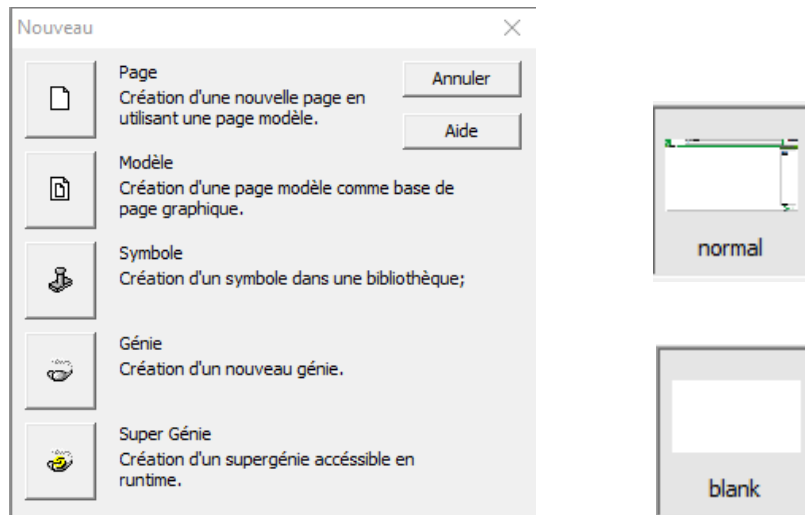 Nouveau
Page
Création d'une nouvelle page en
utilisant une page modèle.
Annuler
Aide
Modèle
Création d'une page modèle comme base de
page graphique.
Symbole
Création d'un symbole dans une bibliothèque;
Génie
Création d'un nouveau génie.
Super Génie
Création d'un supergénie accéssible en
runtime.
normal
blank